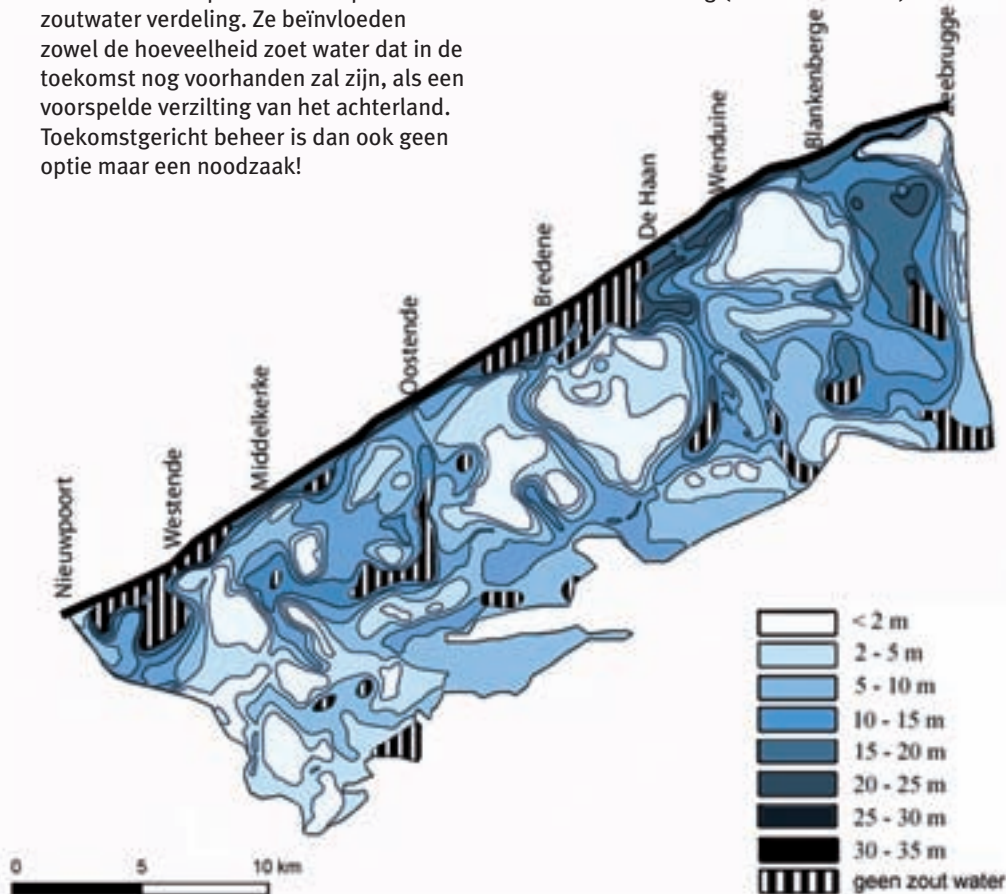 zoutwater verdeling. Ze beïnvloeden
zowel de hoeveelheid zoet water dat in de
toekomst nog voorhanden zal zijn, als een
voorspelde verzilting van het achterland.
Toekomstgericht beheer is dan ook geen
optie maar een noodzaak!
Nieuwpoort
Westende
Middelkerke
Oostende
Bredene
De Haan
Wenduine
Blankenberge
eebrugge
< 2 m
2 - 5 m
5 - 10 m
10 - 15 m
15 - 20 m
20 - 25 m
25 - 30 m
30 - 35 m
geen zout water
0 5 10 km